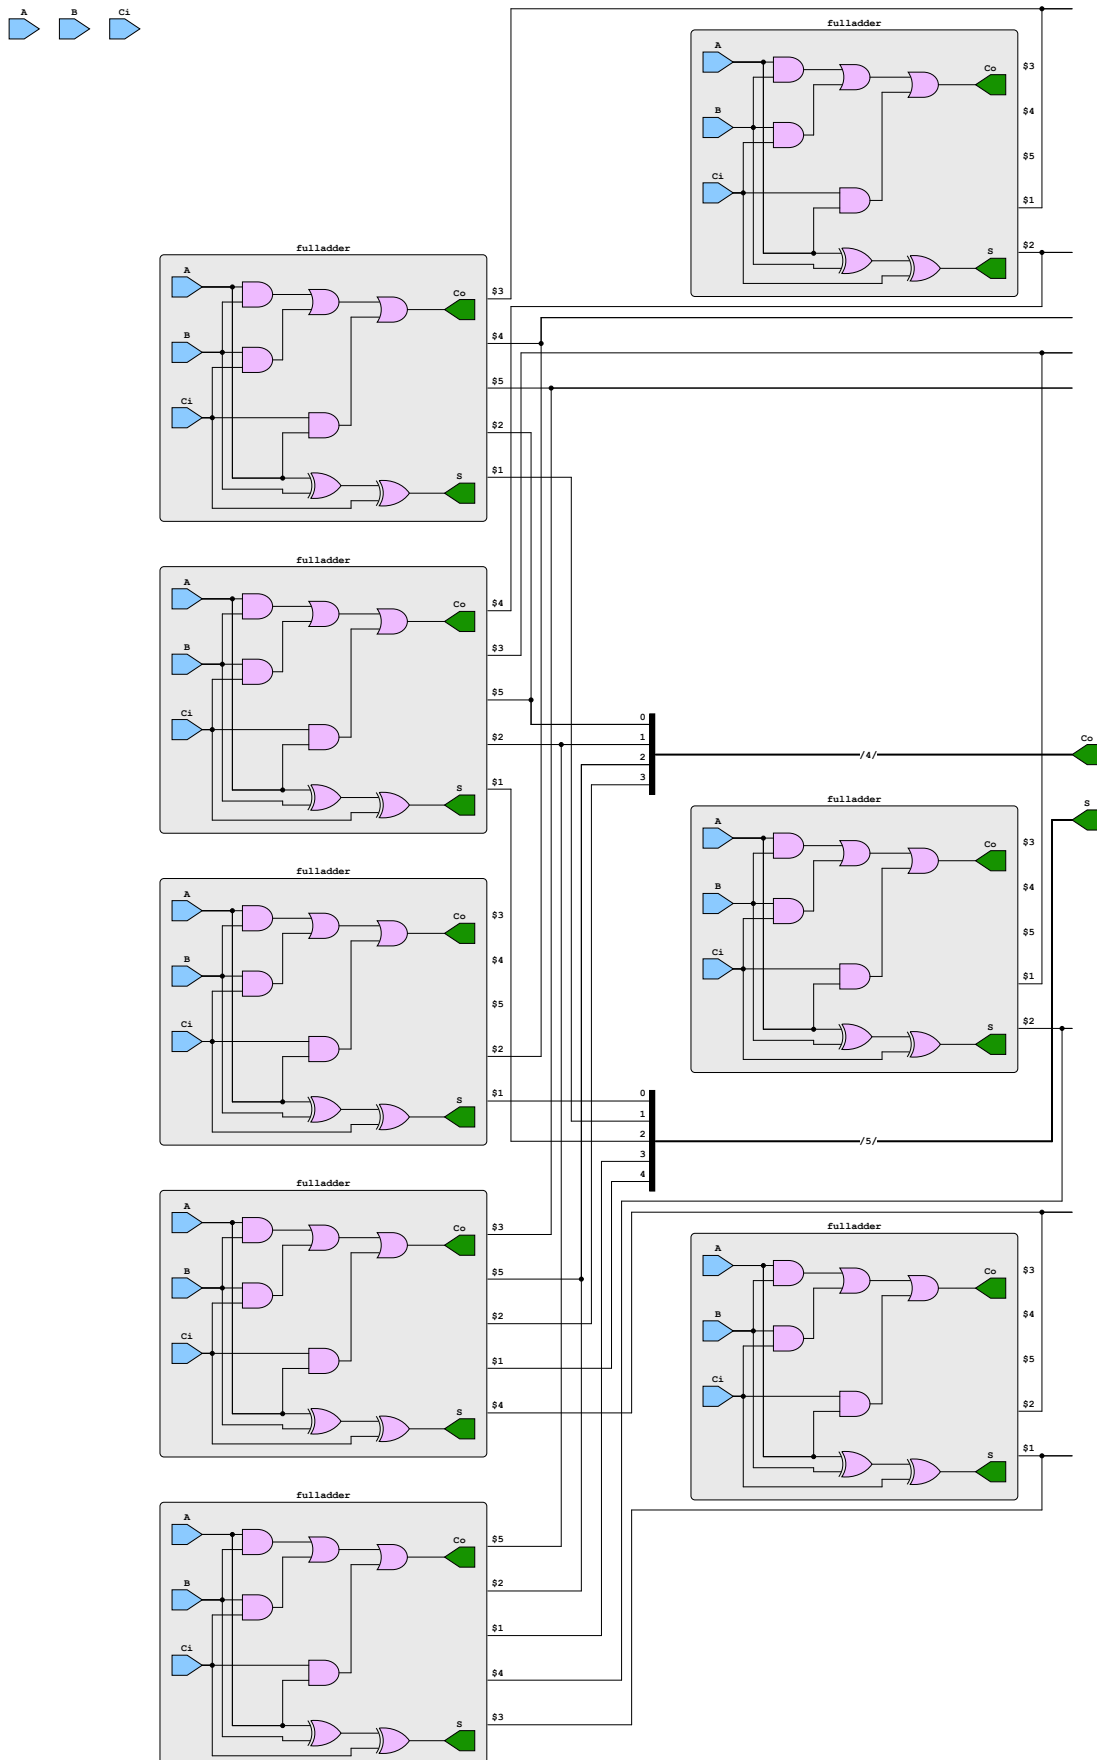 A B Ci
fulladder
A
B
Ci
Co
S
$3
$4
$5
$1
$2
fulladder
A
B
Ci
Co
S
$3
$4
$5
$2
$1
fulladder
A
B
Ci
Co
S
$4
$3
$5
$2
$1
0
1
2
3
/4/
Co
fulladder
A
B
Ci
Co
S
$3
$4
$5
$1
$2
S
fulladder
A
B
Ci
Co
S
$3
$4
$5
$2
$1
0
1
2
3
4
/5/
fulladder
A
B
Ci
Co
S
$3
$5
$2
$1
$4
fulladder
A
B
Ci
Co
S
$3
$4
$5
$2
$1
fulladder
A
B
Ci
Co
S
$5
$2
$1
$4
$3